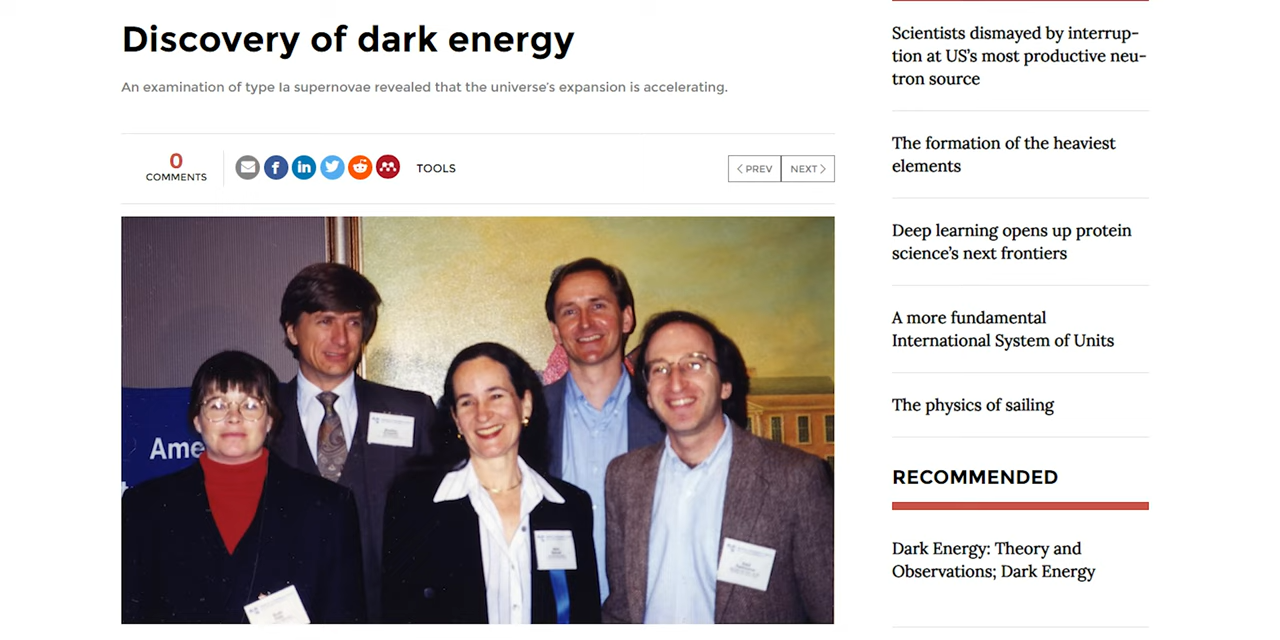 Discovery of dark energy
An examination of type Ia supernovae revealed that the universe's expansion is accelerating.
0
COMMENTS
TOOLS
PREV
NEXT
Ame
Scientists dismayed by interrup-
tion at US's most productive neu-
tron source
The formation of the heaviest
elements
Deep learning opens up protein
science's next frontiers
A more fundamental
International System of Units
The physics of sailing
RECOMMENDED
Dark Energy: Theory and
Observations; Dark Energy